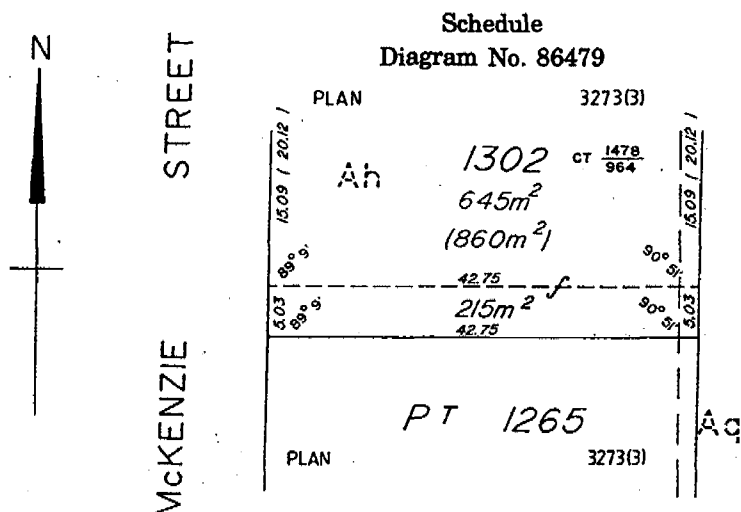 Schedule
Diagram No. 86479
N
STREET
McKENZIE
PLAN 3273(3)
15.09 ( 20.12 )
Ah
1302
CT 1478
964
645m²
(860m²)
15.09 ( 20.12 )
89° 9'
90° 51'
42.75
5.03
89° 9'
215m²
90° 51'
5.03
42.75
PT 1265
Aq
PLAN 3273(3)